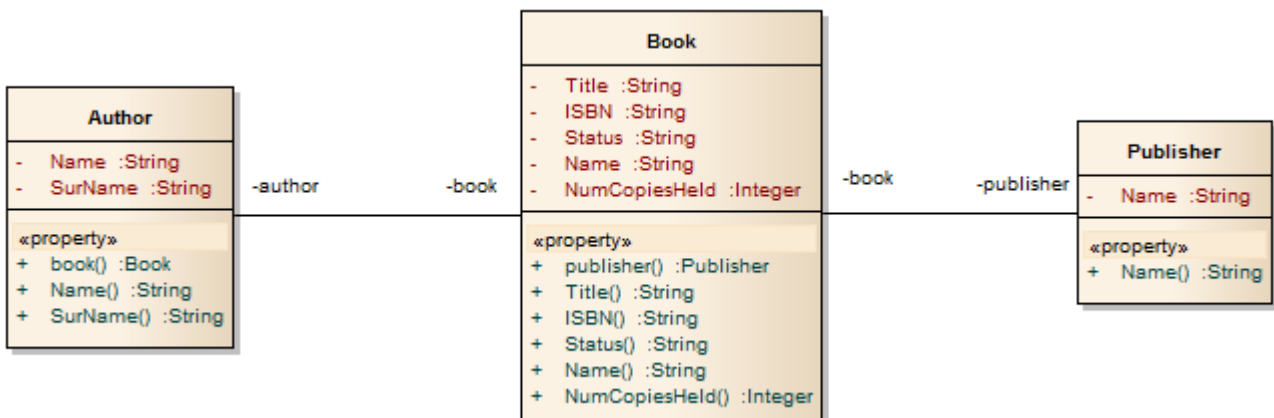 Author
- Name :String
- SurName :String
«property»
+ book() :Book
+ Name() :String
+ SurName() :String
-author
-book
Book
- Title :String
- ISBN :String
- Status :String
- Name :String
- NumCopiesHeld :Integer
«property»
+ publisher() :Publisher
+ Title() :String
+ ISBN() :String
+ Status() :String
+ Name() :String
+ NumCopiesHeld() :Integer
-book
-publisher
Publisher
- Name :String
«property»
+ Name() :String